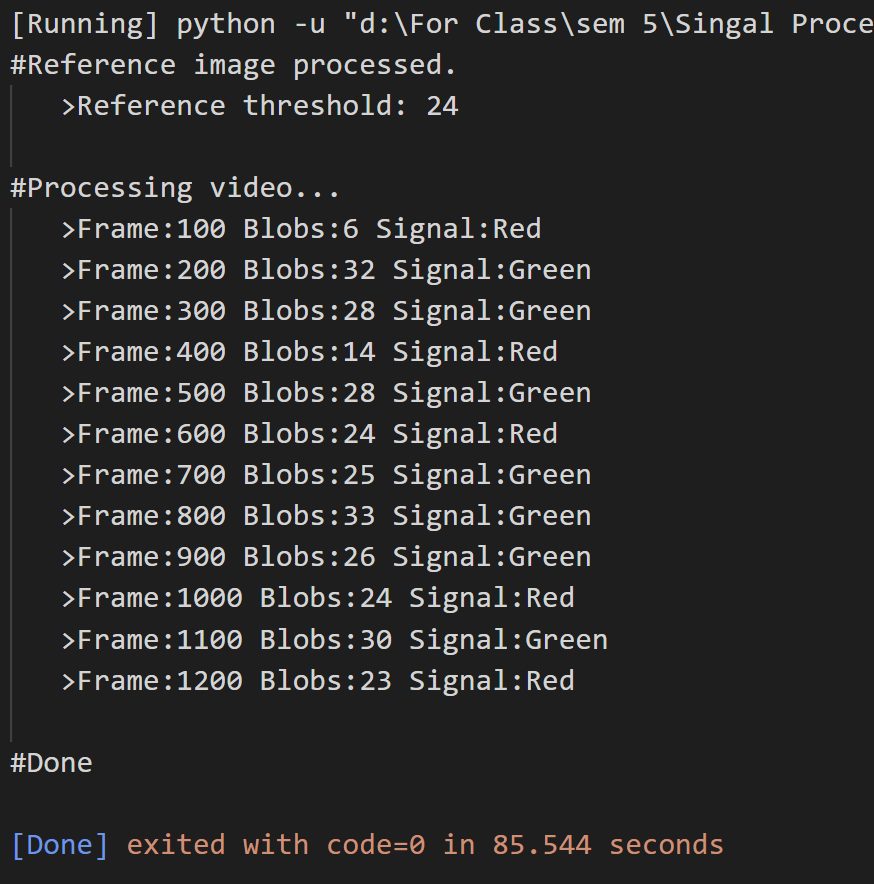 [Running] python -u "d:\For Class\sem 5\Singal Proce
#Reference image processed.
>Reference threshold: 24
#Processing video...
>Frame:100 Blobs:6 Signal:Red
>Frame:200 Blobs:32 Signal:Green
>Frame:300 Blobs:28 Signal:Green
>Frame:400 Blobs:14 Signal:Red
>Frame:500 Blobs:28 Signal:Green
>Frame:600 Blobs:24 Signal:Red
>Frame:700 Blobs:25 Signal:Green
>Frame:800 Blobs:33 Signal:Green
>Frame:900 Blobs:26 Signal:Green
>Frame:1000 Blobs:24 Signal:Red
>Frame:1100 Blobs:30 Signal:Green
>Frame:1200 Blobs:23 Signal:Red
#Done
[Done] exited with code=0 in 85.544 seconds